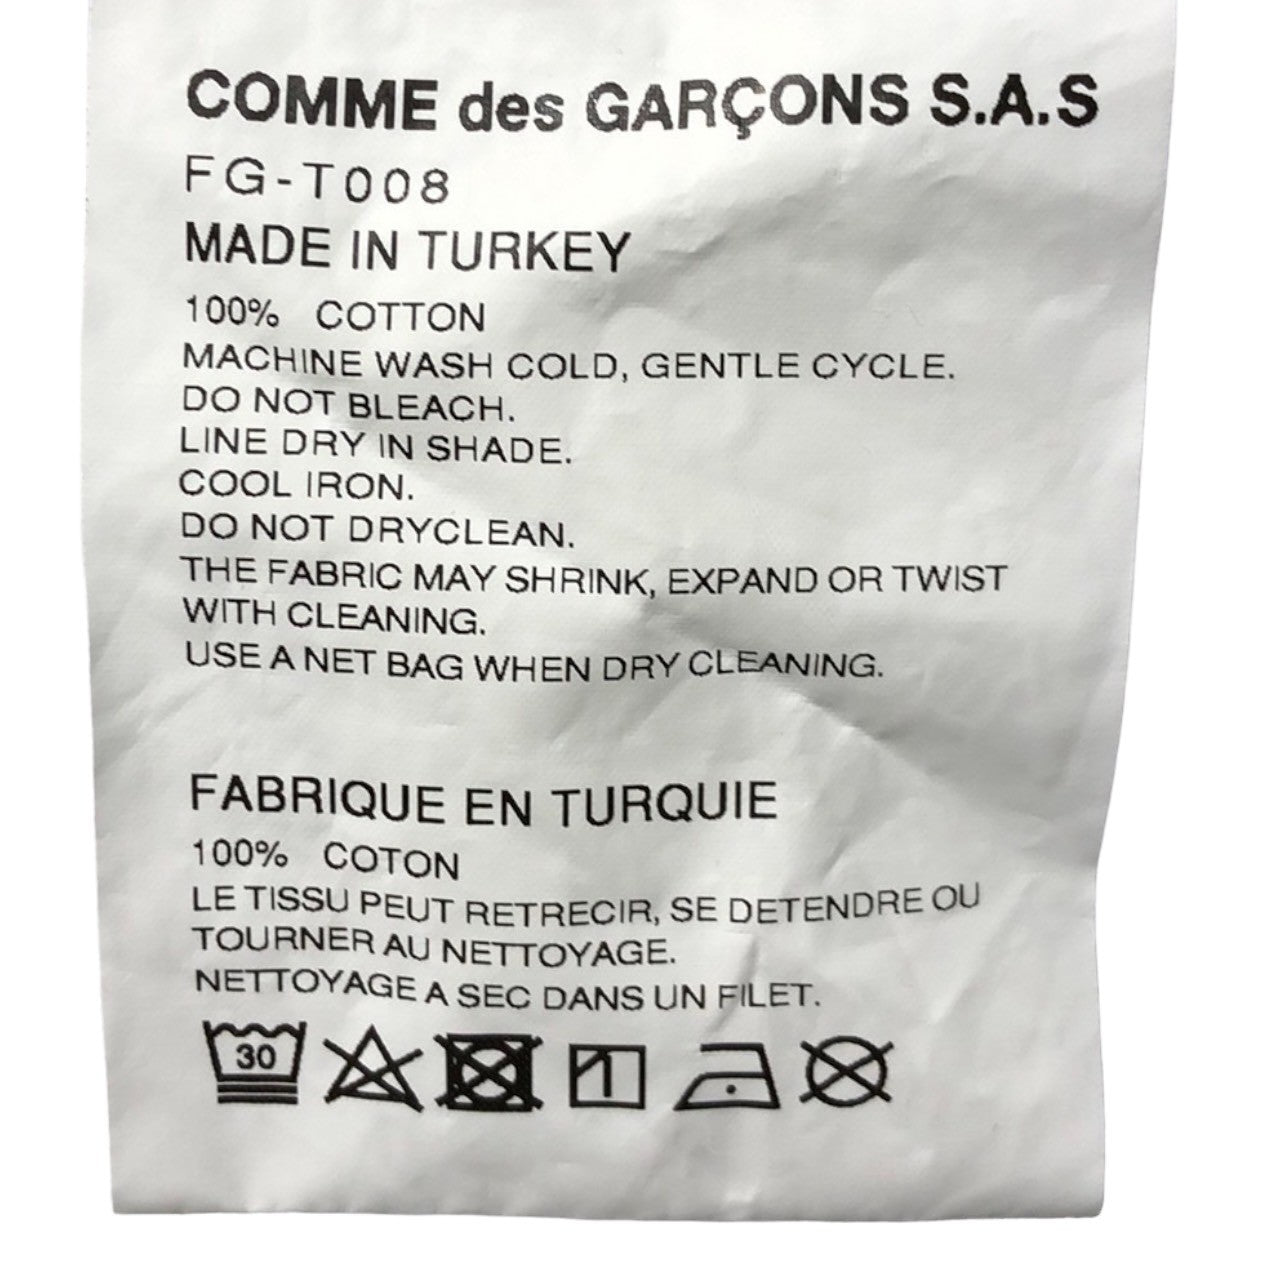 COMME des GARÇONS S.A.S
FG-T008
MADE IN TURKEY
100% COTTON
MACHINE WASH COLD, GENTLE CYCLE.
DO NOT BLEACH.
LINE DRY IN SHADE.
COOL IRON.
DO NOT DRYCLEAN.
THE FABRIC MAY SHRINK, EXPAND OR TWIST
WITH CLEANING.
USE A NET BAG WHEN DRY CLEANING.
FABRIQUE EN TURQUIE
100% COTON
LE TISSU PEUT RETRECIR, SE DETENDRE OU
TOURNER AU NETTOYAGE.
NETTOYAGE A SEC DANS UN FILET.
30